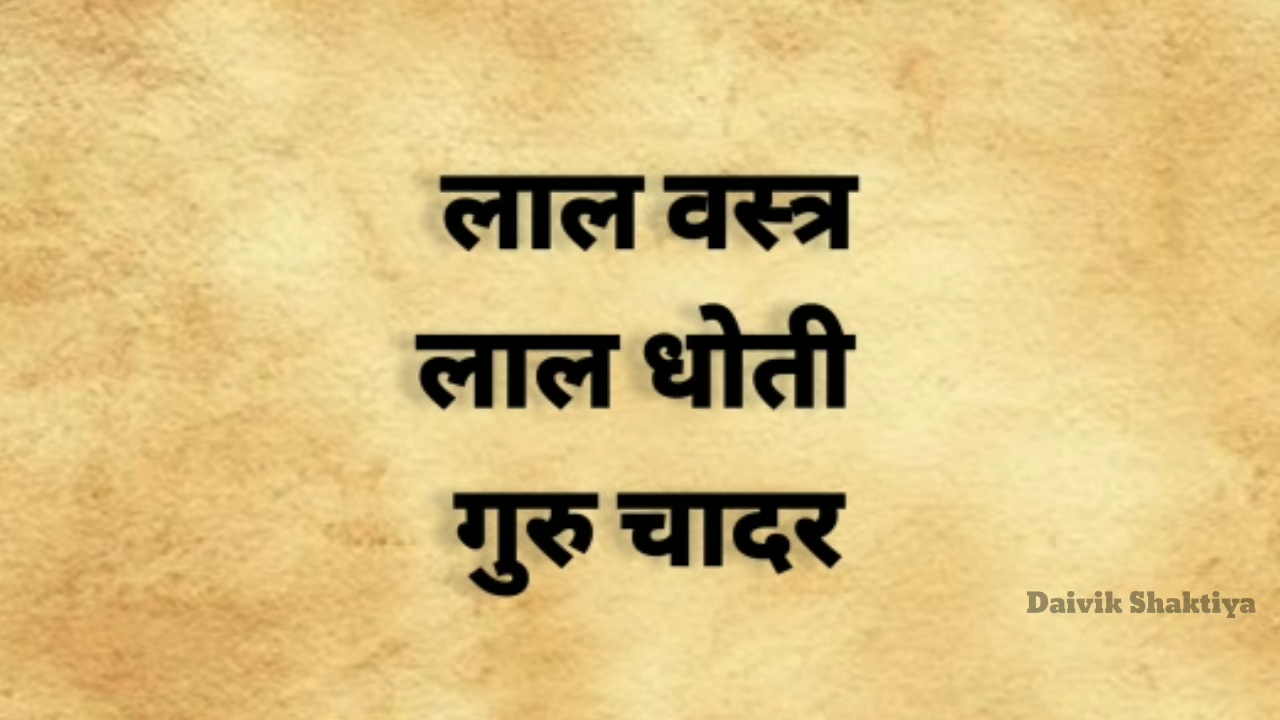 लाल वस्त्र
लाल धोती
गुरु चादर
Daivik Shaktiya